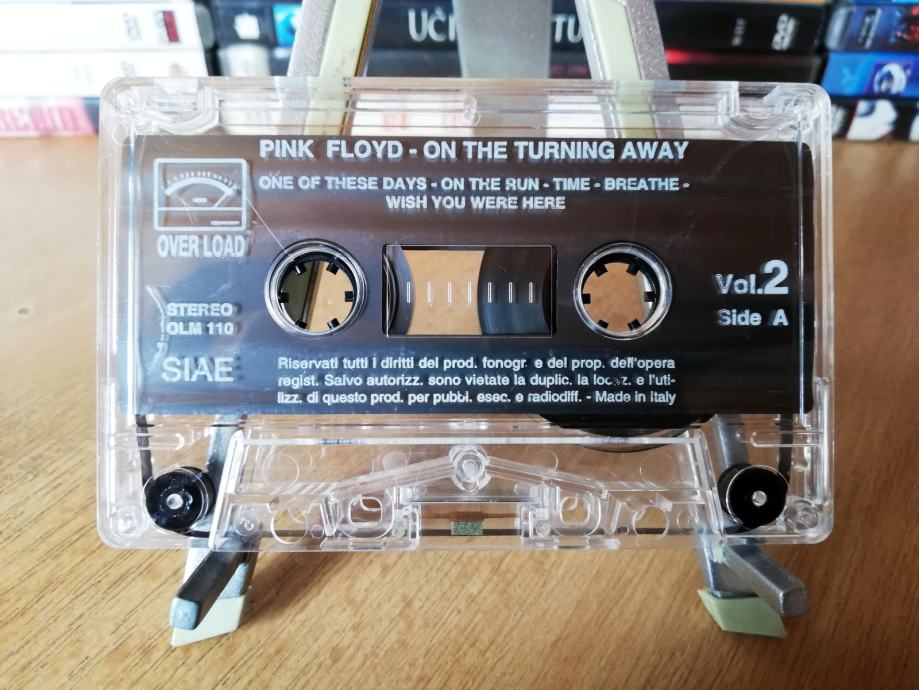 UČI
TU
DVD
PINK FLOYD - ON THE TURNING AWAY
ONE OF THESE DAYS - ON THE RUN - TIME - BREATHE -
WISH YOU WERE HERE
OVER LOAD
STEREO
OLM 110
SIAE
Vol.2
Side A
Riservati tutti i diritti del prod. fonogr. e del prop. dell'opera
regist. Salvo autorizz. sono vietate la duplic. la locaz. e l'uti-
lizz. di questo prod. per pubbl. esec. e radiodiff. - Made in Italy